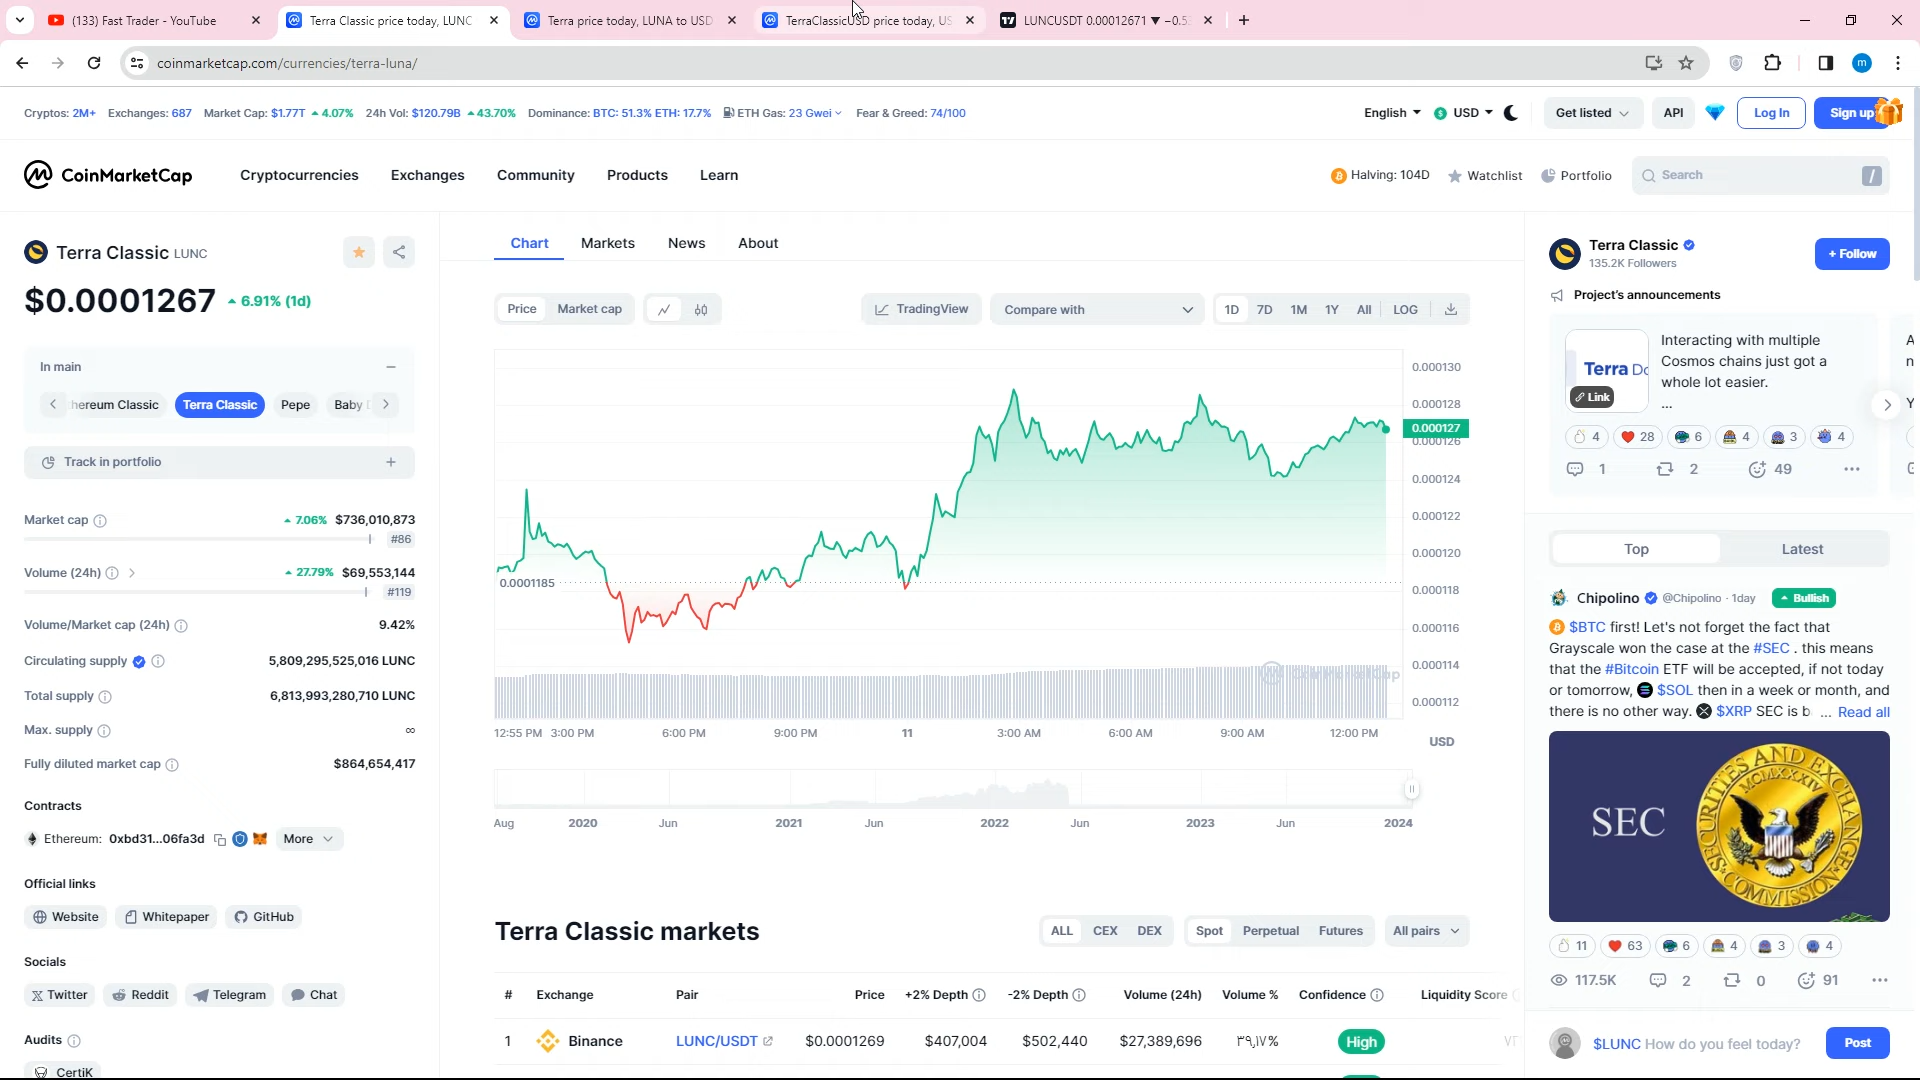 (133) Fast Trader - YouTube
Terra Classic price today, LUNC
Terra price today, LUNA to USD
TerraClassicUSD price today, US
LUNCUSDT 0.00012671 ▼ −0.5
coinmarketcap.com/currencies/terra-luna/
m
Cryptos: 2M+ Exchanges: 687 Market Cap: $1.77T 4.07% 24h Vol: $120.79B 43.70% Dominance: BTC: 51.3% ETH: 17.7% ETH Gas: 23 Gwei Fear & Greed: 74/100
English USD Get listed API Log In Sign up
CoinMarketCap
Cryptocurrencies Exchanges Community Products Learn
Halving: 104D Watchlist Portfolio Search /
Terra Classic LUNC
$0.0001267 6.91% (1d)
In main
hereum Classic Terra Classic Pepe Baby
Track in portfolio +
Market cap 7.06% $736,010,873
#86
Volume (24h) 27.79% $69,553,144
#119
Volume/Market cap (24h) 9.42%
Circulating supply 5,809,295,525,016 LUNC
Total supply 6,813,993,280,710 LUNC
Max. supply ∞
Fully diluted market cap $864,654,417
Contracts
Ethereum: 0xbd31...06fa3d More
Official links
Website Whitepaper GitHub
Socials
Twitter Reddit Telegram Chat
Audits
CertiK
Chart Markets News About
Price Market cap TradingView Compare with 1D 7D 1M 1Y All LOG
0.000130
0.000128
0.000127
0.000126
0.000124
0.000122
0.000120
0.0001185
0.000118
0.000116
0.000114
0.000112
CoinMarketCap
12:55 PM 3:00 PM 6:00 PM 9:00 PM 11 3:00 AM 6:00 AM 9:00 AM 12:00 PM
USD
Aug 2020 Jun 2021 Jun 2022 Jun 2023 Jun 2024
Terra Classic markets
ALL CEX DEX Spot Perpetual Futures All pairs
# Exchange Pair Price +2% Depth -2% Depth Volume (24h) Volume % Confidence Liquidity Score
1 Binance LUNC/USDT $0.0001269 $407,004 $502,440 $27,389,696 ۳۹٫۱۷% High
Terra Classic
135.2K Followers
+ Follow
Project's announcements
Terra Do
Link
Interacting with multiple
Cosmos chains just got a
whole lot easier.
...
4 28 6 4 3 4
1 2 49 ...
Top Latest
Chipolino @Chipolino · 1day Bullish
$BTC first! Let's not forget the fact that
Grayscale won the case at the #SEC . this means
that the #Bitcoin ETF will be accepted, if not today
or tomorrow, $SOL then in a week or month, and
there is no other way. $XRP SEC is b ... Read all
SEC
SECURITIES AND EXCHANGE COMMISSION
MCMXXXIV
11 63 6 4 3 4
117.5K 2 0 91 ...
$LUNC How do you feel today? Post